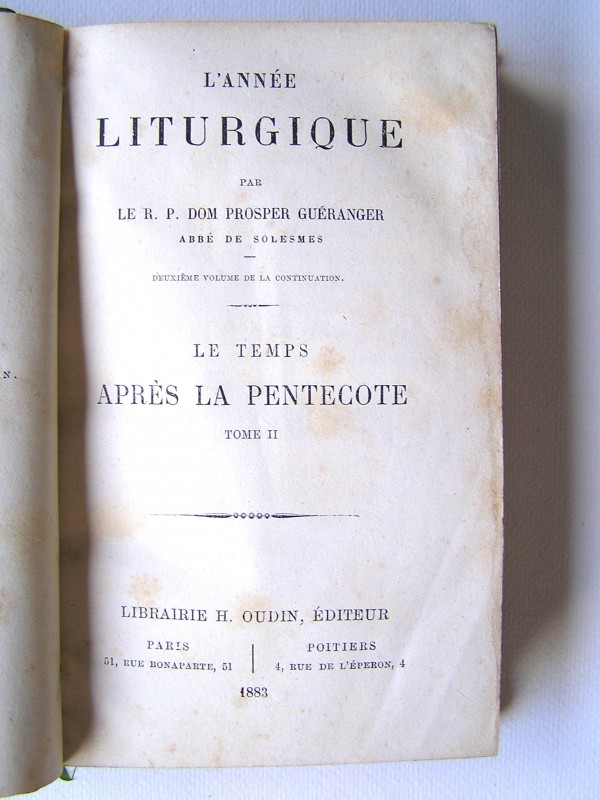 L'ANNÉE
LITURGIQUE
PAR
LE R. P. DOM PROSPER GUÉRANGER
ABBÉ DE SOLESMES
DEUXIÈME VOLUME DE LA CONTINUATION.
LE TEMPS
APRÈS LA PENTECOTE
TOME II
LIBRAIRIE H. OUDIN, ÉDITEUR
PARIS
51, RUE BONAPARTE, 51
POITIERS
4, RUE DE L'ÉPERON, 4
1883
N.